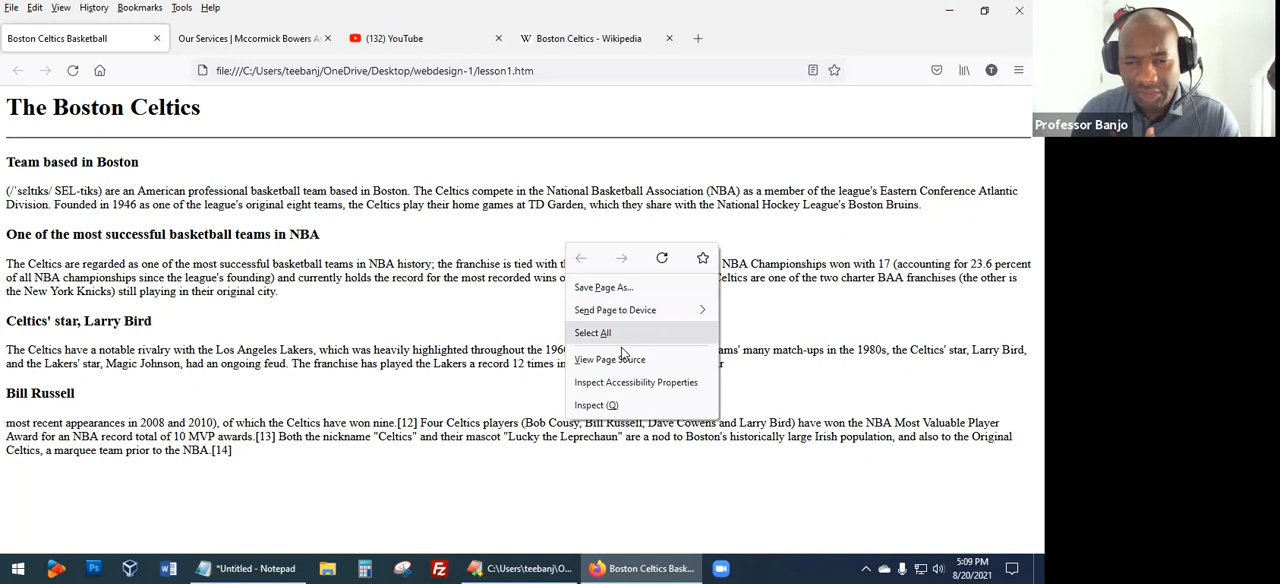 File Edit View History Bookmarks Tools Help
Boston Celtics Basketball
Our Services | Mccormick Bowers As
(132) YouTube
W Boston Celtics - Wikipedia
file:///C:/Users/teebanj/OneDrive/Desktop/webdesign-1/lesson1.htm
T
Professor Banjo
The Boston Celtics
Team based in Boston
(/ˈsɛltɪks/ SEL-tiks) are an American professional basketball team based in Boston. The Celtics compete in the National Basketball Association (NBA) as a member of the league's Eastern Conference Atlantic
Division. Founded in 1946 as one of the league's original eight teams, the Celtics play their home games at TD Garden, which they share with the National Hockey League's Boston Bruins.
One of the most successful basketball teams in NBA
The Celtics are regarded as one of the most successful basketball teams in NBA history; the franchise is tied with NBA Championships won with 17 (accounting for 23.6 percent
of all NBA championships since the league's founding) and currently holds the record for the most recorded wins Celtics are one of the two charter BAA franchises (the other is
the New York Knicks) still playing in their original city.
Celtics' star, Larry Bird
The Celtics have a notable rivalry with the Los Angeles Lakers, which was heavily highlighted throughout the many match-ups in the 1980s, the Celtics' star, Larry Bird,
and the Lakers' star, Magic Johnson, had an ongoing feud. The franchise has played the Lakers a record 12 times
Bill Russell
most recent appearances in 2008 and 2010), of which the Celtics have won nine.[12] Four Celtics players (Bob Cousy, Bill Russell, Dave Cowens and Larry Bird) have won the NBA Most Valuable Player
Award for an NBA record total of 10 MVP awards.[13] Both the nickname "Celtics" and their mascot "Lucky the Leprechaun" are a nod to Boston's historically large Irish population, and also to the Original
Celtics, a marquee team prior to the NBA.[14]
Save Page As...
Send Page to Device
Select All
View Page Source
Inspect Accessibility Properties
Inspect (Q)
Ps
W
*Untitled - Notepad
Fz
C:\Users\teebanj\O...
Boston Celtics Bask...
5:09 PM
8/20/2021